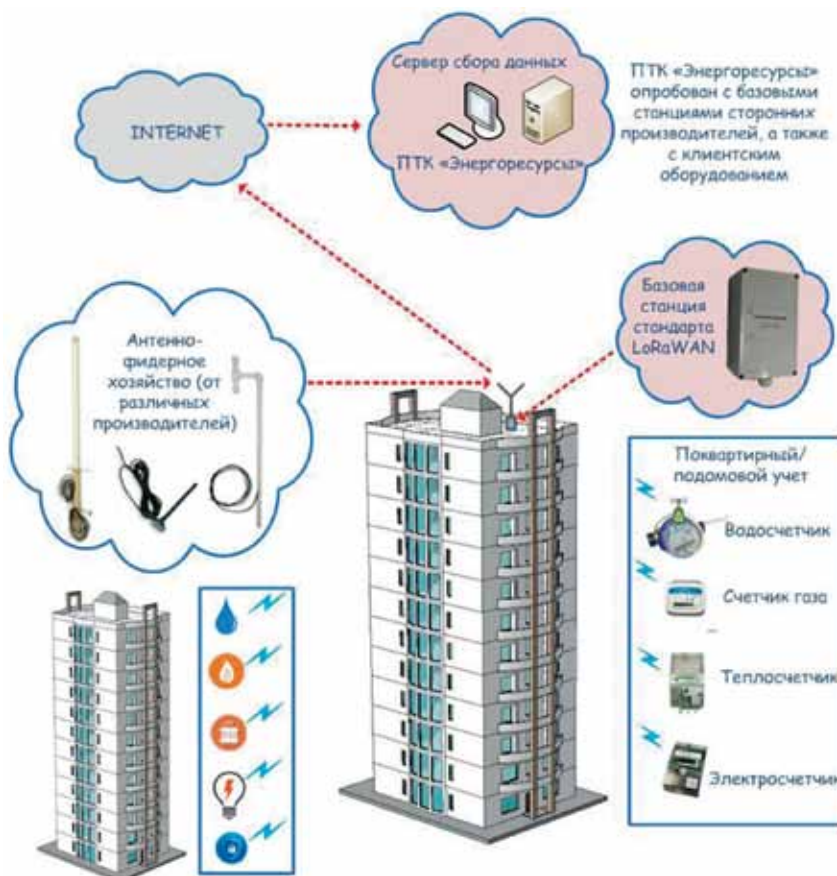 Сервер сбора данных
ПТК «Энергоресурсы»
ПТК «Энергоресурсы»
опробован с базовыми
станциями сторонних
производителей, а также
с клиентским
оборудованием
INTERNET
Базовая
станция
стандарта
LoRaWAN
Антенно-
фидерное
хозяйство (от
различных
производителей)
Поквартирный/
подомовой учет
Водосчетчик
Счетчик газа
...
Теплосчетчик
Электросчетчик